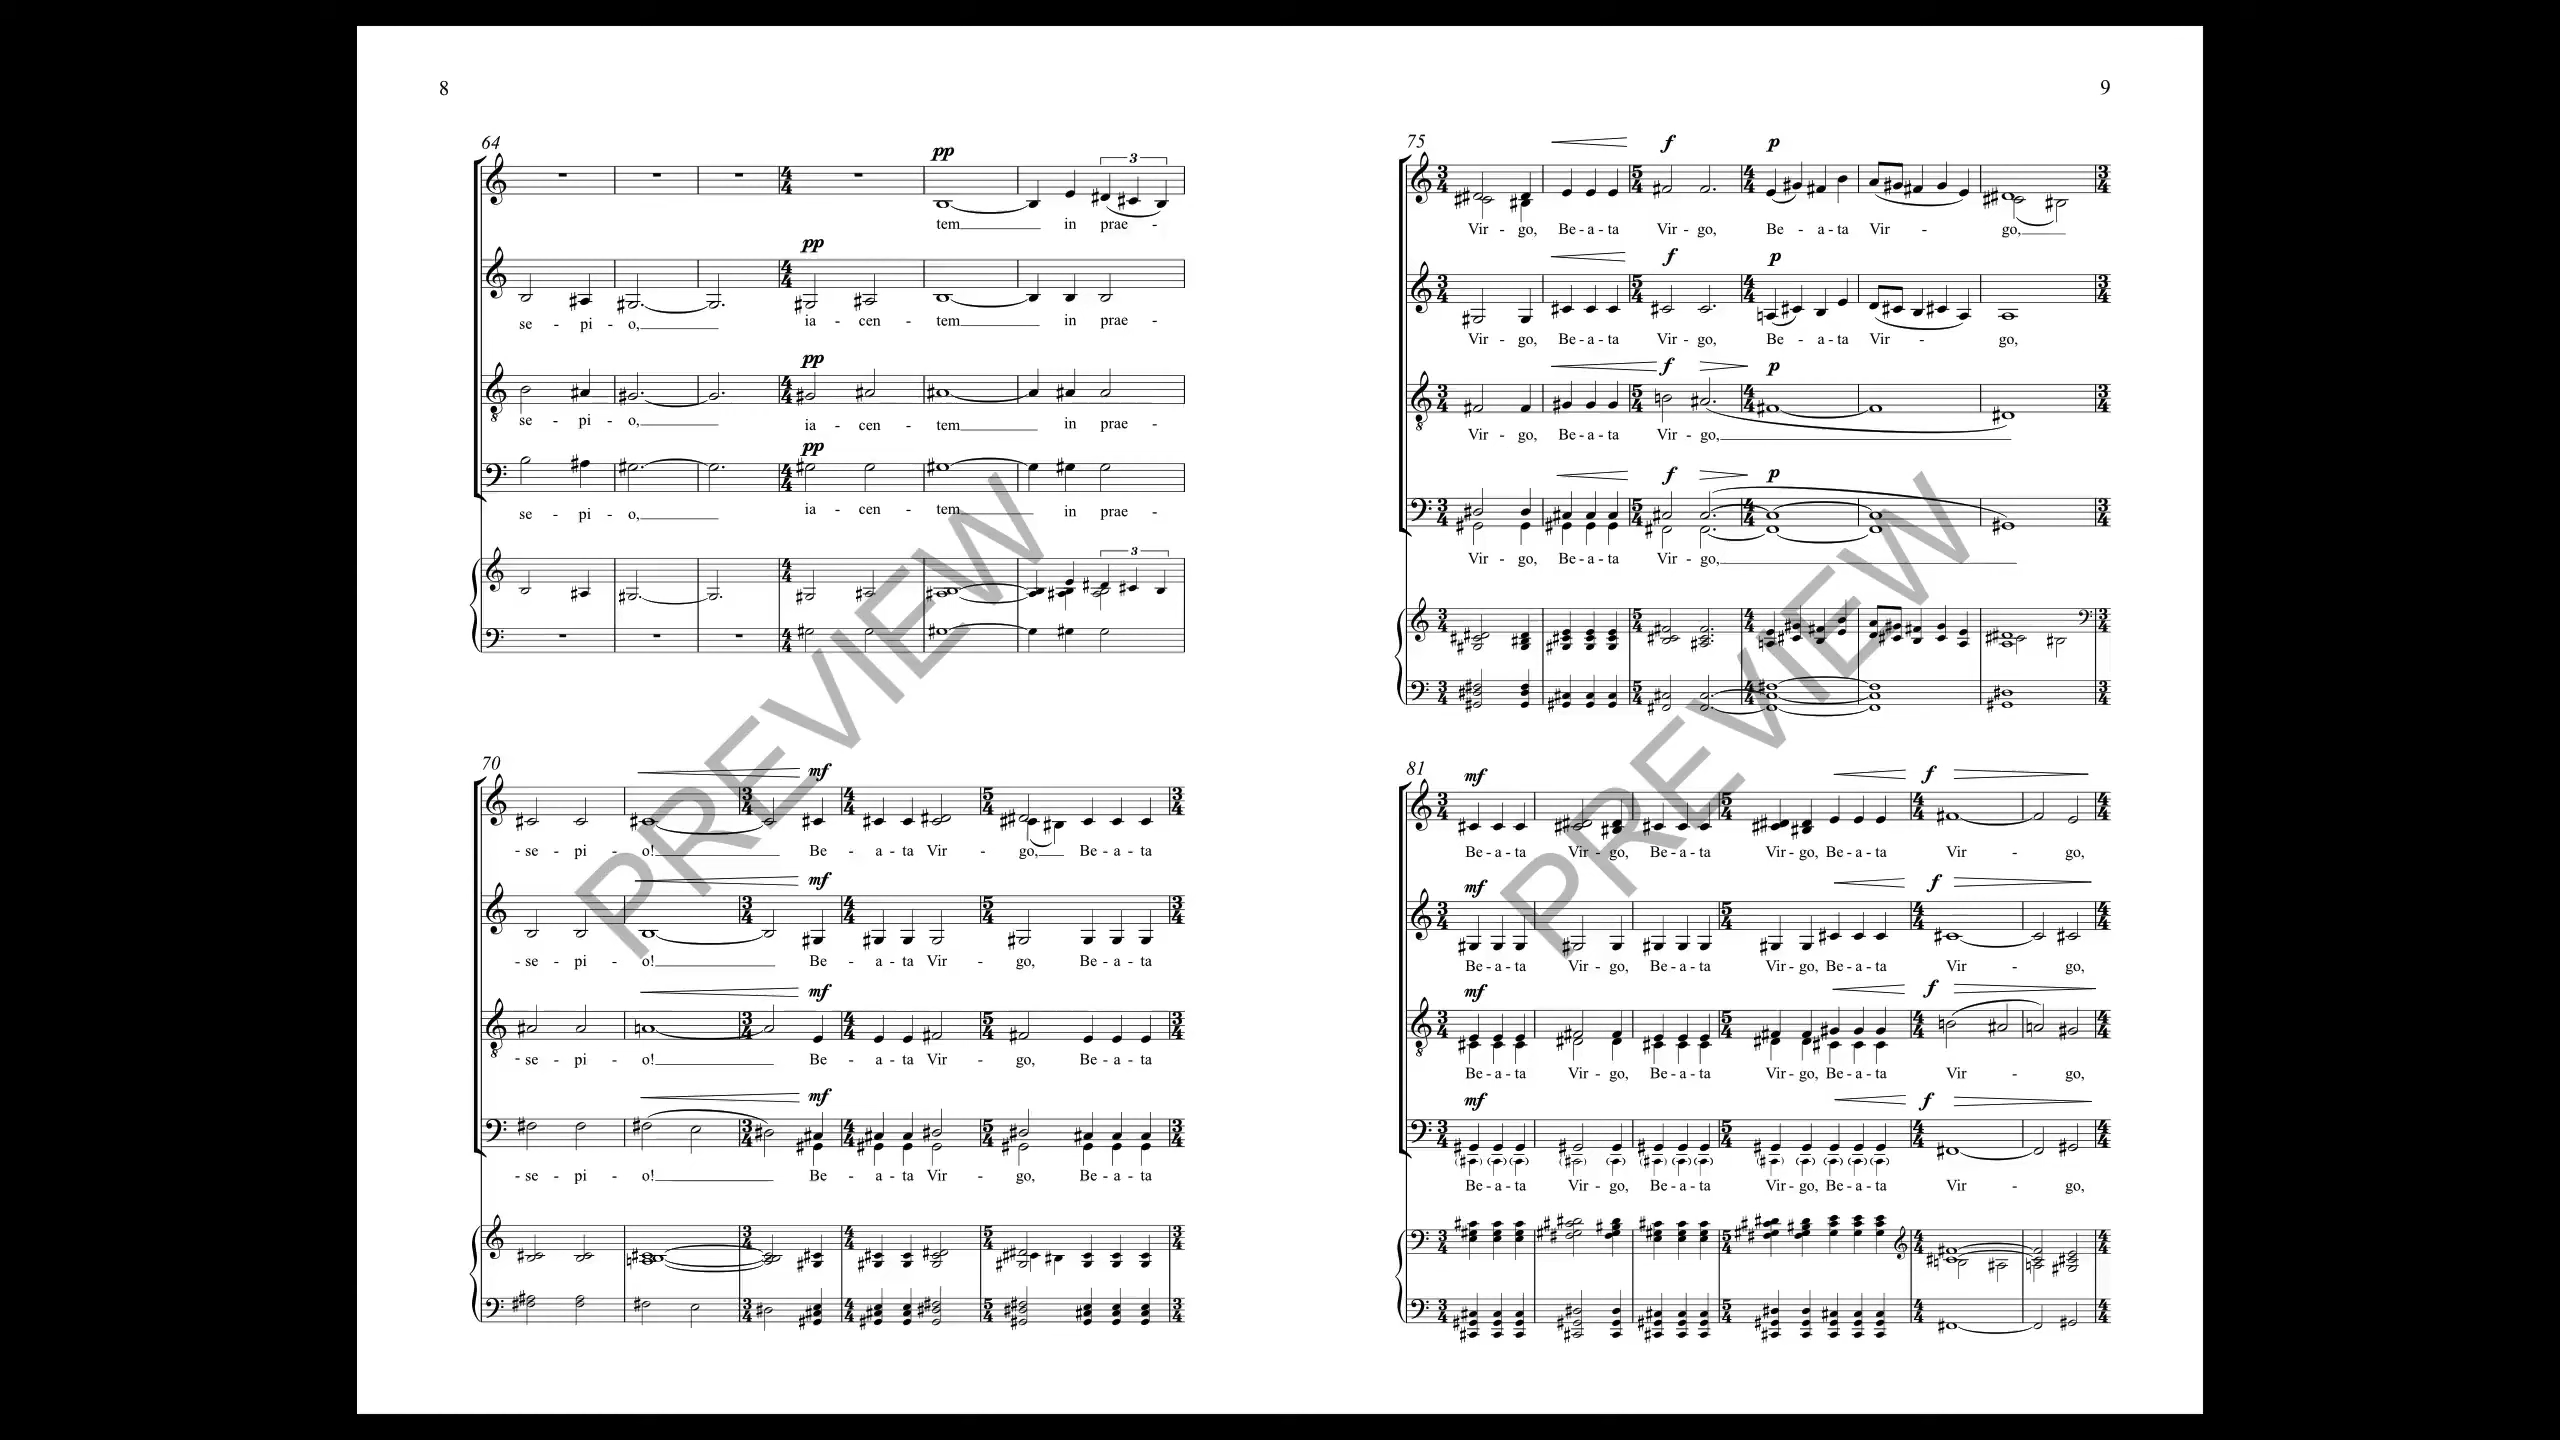 8
64
pp
3
tem in prae -
pp
se - pi - o, ia - cen - tem in prae -
pp
se - pi - o, ia - cen - tem in prae -
pp
se - pi - o, ia - cen - tem in prae -
3
PREVIEW
70
mf
- se - pi - o! Be - a - ta Vir - go, Be - a - ta
mf
- se - pi - o! Be - a - ta Vir - go, Be - a - ta
mf
- se - pi - o! Be - a - ta Vir - go, Be - a - ta
mf
- se - pi - o! Be - a - ta Vir - go, Be - a - ta
9
75
f p
Vir - go, Be - a - ta Vir - go, Be - a - ta Vir - go,
f p
Vir - go, Be - a - ta Vir - go, Be - a - ta Vir - go,
f p
Vir - go, Be - a - ta Vir - go,
f p
Vir - go, Be - a - ta Vir - go,
PREVIEW
81
mf f
Be - a - ta Vir - go, Be - a - ta Vir - go, Be - a - ta Vir - go,
mf f
Be - a - ta Vir - go, Be - a - ta Vir - go, Be - a - ta Vir - go,
mf f
Be - a - ta Vir - go, Be - a - ta Vir - go, Be - a - ta Vir - go,
mf f
Be - a - ta Vir - go, Be - a - ta Vir - go, Be - a - ta Vir - go,